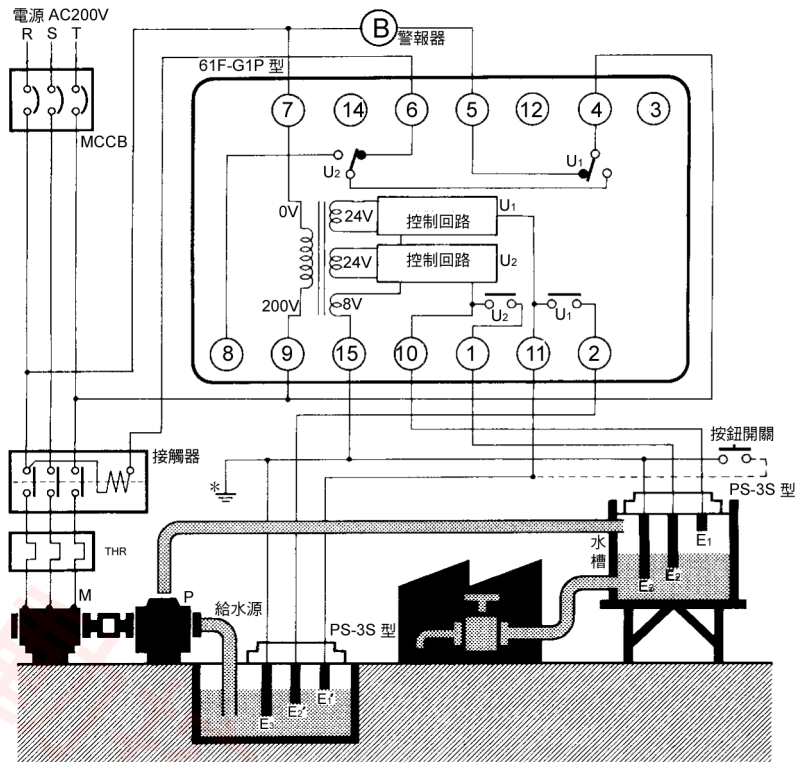 電源 AC200V
R S T
B 警報器
61F-G1P 型
7 14 6 5 12 4 3
MCCB
U2
U1
0V
24V 控制回路 U1
24V 控制回路 U2
200V
8V
U2
U1
8 9 15 10 1 11 2
接觸器
按鈕開關
*
PS-3S 型
THR
水槽
E1
E2
E3
M
P
給水源
PS-3S 型
E1'
E2'
E3